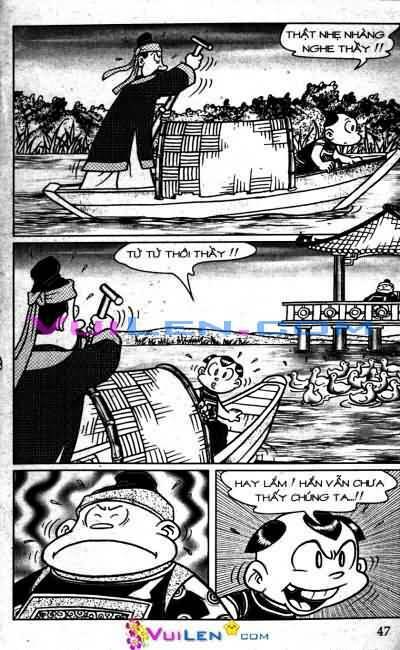 THẬT NHẸ NHÀNG
NGHE THẦY !!
TỪ TỪ THÔI THẦY !!
VUILEN.COM
HAY LẮM ! HẮN VẪN CHƯA
THẤY CHÚNG TA...!!
47
VUILEN.COM